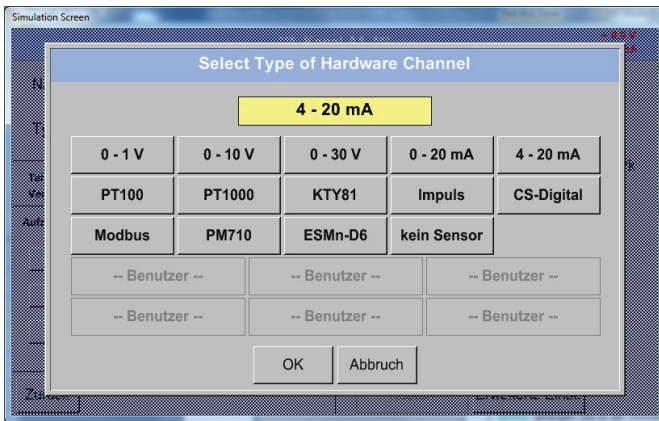 Simulation Screen
Select Type of Hardware Channel
4 - 20 mA
0 - 1 V 0 - 10 V 0 - 30 V 0 - 20 mA 4 - 20 mA
PT100 PT1000 KTY81 Impuls CS-Digital
Modbus PM710 ESMn-D6 kein Sensor
-- Benutzer -- -- Benutzer -- -- Benutzer --
-- Benutzer -- -- Benutzer -- -- Benutzer --
OK Abbruch